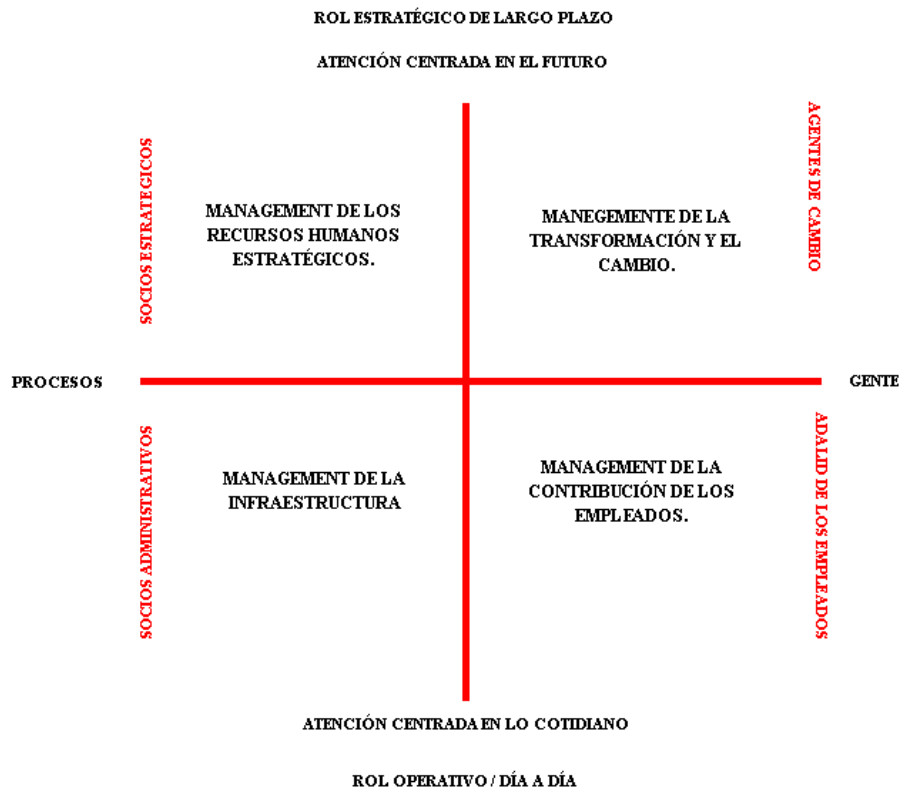 ROL ESTRATÉGICO DE LARGO PLAZO
ATENCIÓN CENTRADA EN EL FUTURO
SOCIOS ESTRATEGICOS
MANAGEMENT DE LOS
RECURSOS HUMANOS
ESTRATÉGICOS.
MANEGEMENTE DE LA
TRANSFORMACIÓN Y EL
CAMBIO.
AGENTES DE CAMBIO
PROCESOS
GENTE
SOCIOS ADMINISTRATIVOS
MANAGEMENT DE LA
INFRAESTRUCTURA
MANAGEMENT DE LA
CONTRIBUCIÓN DE LOS
EMPLEADOS.
ADALID DE LOS EMPLEADOS
ATENCIÓN CENTRADA EN LO COTIDIANO
ROL OPERATIVO / DÍA A DÍA